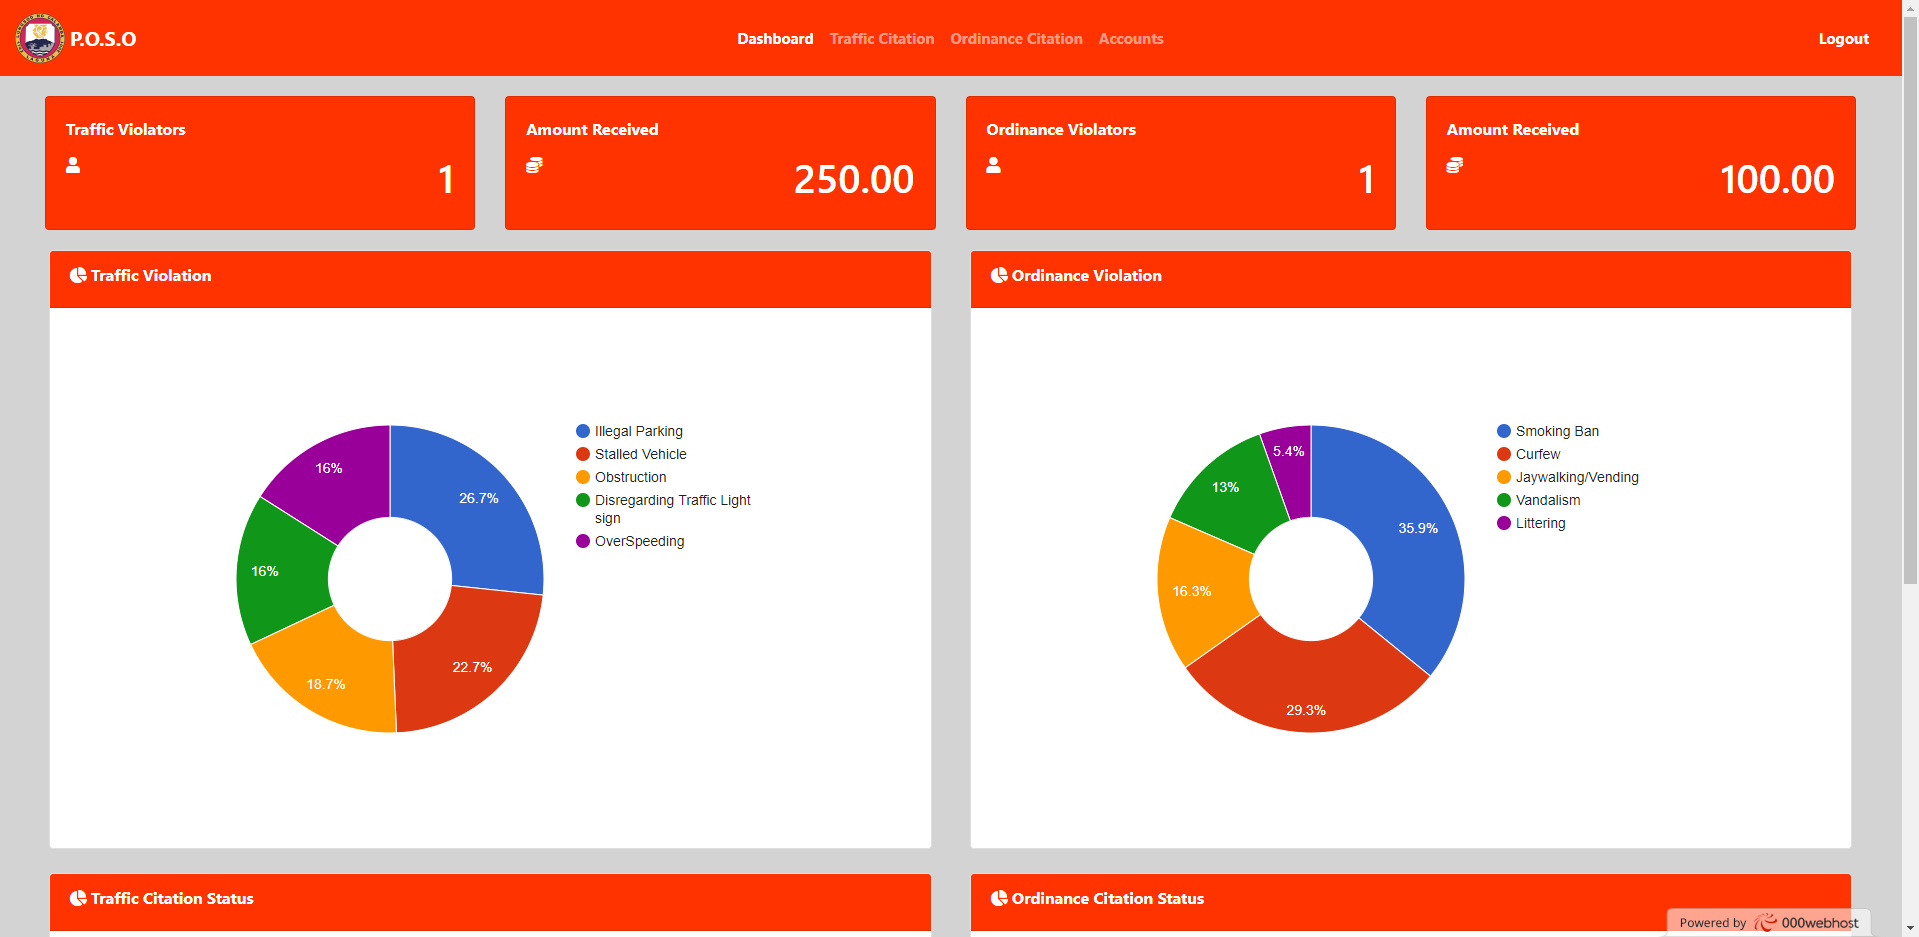 P.O.S.O
Dashboard Traffic Citation Ordinance Citation Accounts
Logout
Traffic Violators
1
Amount Received
250.00
Ordinance Violators
1
Amount Received
100.00
Traffic Violation
26.7%
22.7%
18.7%
16%
16%
Illegal Parking
Stalled Vehicle
Obstruction
Disregarding Traffic Light
sign
OverSpeeding
Ordinance Violation
35.9%
29.3%
16.3%
13%
5.4%
Smoking Ban
Curfew
Jaywalking/Vending
Vandalism
Littering
Traffic Citation Status
Ordinance Citation Status
Powered by 000webhost